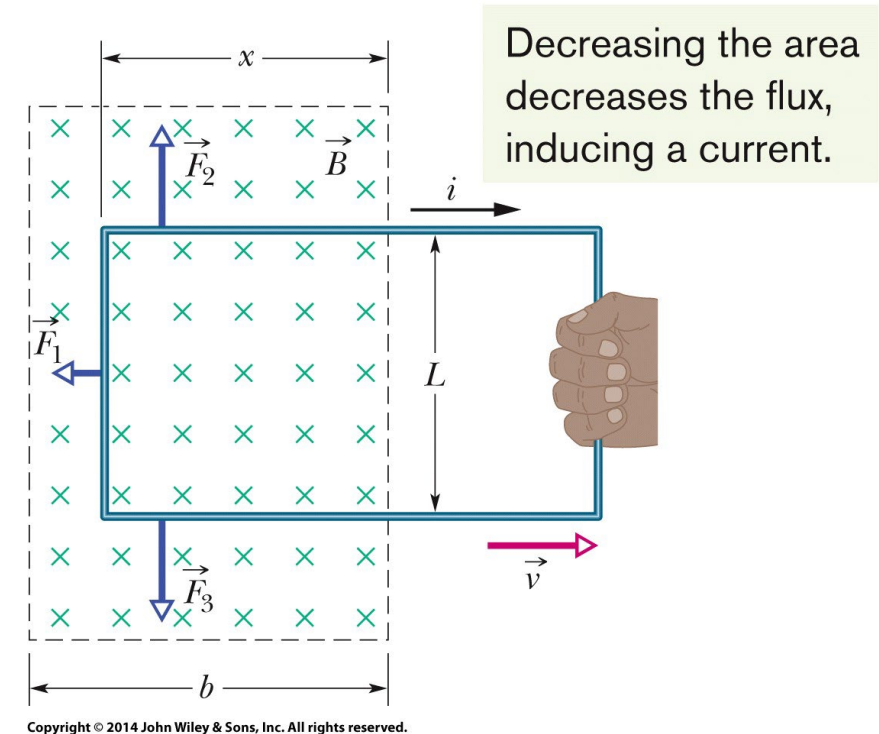 Decreasing the area
decreases the flux,
inducing a current.
x
F₂
B
i
F₁
L
F₃
v
b
Copyright © 2014 John Wiley & Sons, Inc. All rights reserved.